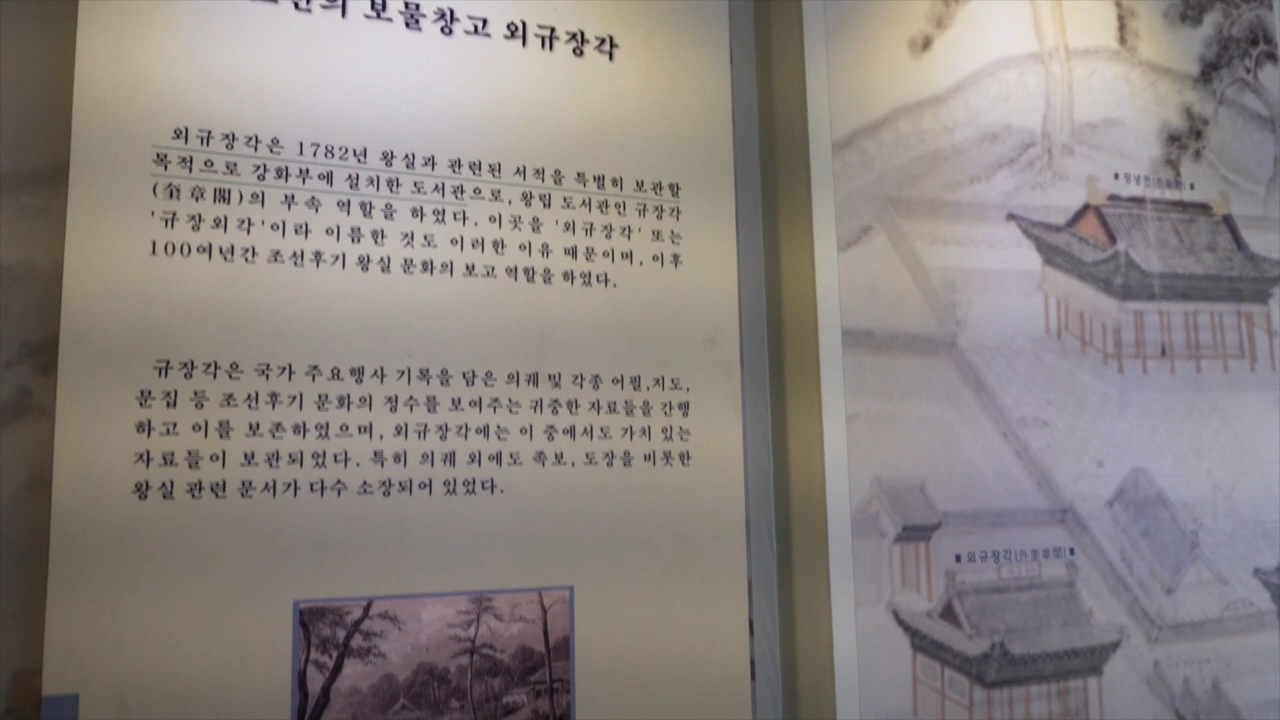 보물창고 외규장각
외규장각은 1782년 왕실과 관련된 서적을 특별히 보관할
목적으로 강화부에 설치한 도서관으로, 왕립 도서관인 규장각
(奎章閣)의 부속 역할을 하였다. 이곳을 '외규장각' 또는
'규장외각'이라 이름한 것도 이러한 이유 때문이며, 이후
100여년간 조선후기 왕실 문화의 보고 역할을 하였다.
규장각은 국가 주요행사 기록을 담은 의궤 및 각종 어필,지도,
문집 등 조선후기 문화의 정수를 보여주는 귀중한 자료들을 간행
하고 이를 보존하였으며, 외규장각에는 이 중에서도 가치 있는
자료들이 보관되었다. 특히 의궤 외에도 족보, 도장을 비롯한
왕실 관련 문서가 다수 소장되어 있었다.
외규장각(外奎章閣)